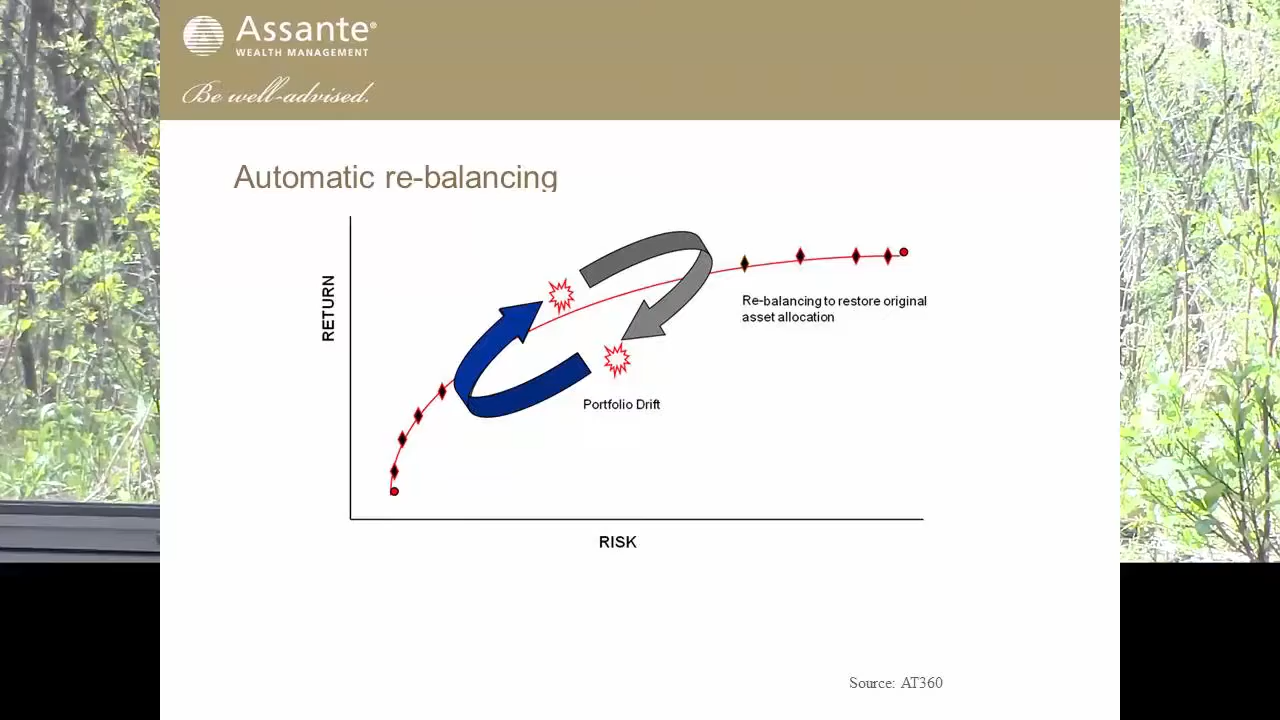 Assante®
WEALTH MANAGEMENT
Be well-advised.
Automatic re-balancing
RETURN
Re-balancing to restore original
asset allocation
Portfolio Drift
RISK
Source: AT360